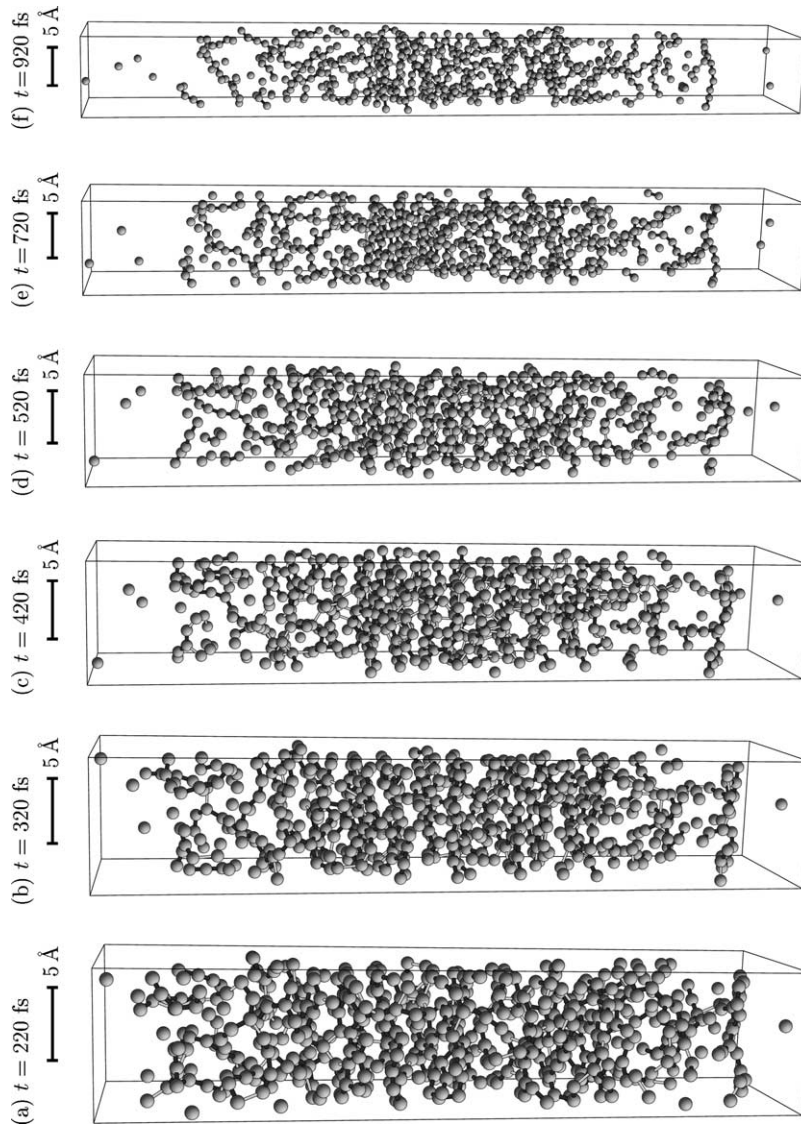 (a) t = 220 fs
5 Å
(b) t = 320 fs
5 Å
(c) t = 420 fs
5 Å
(d) t = 520 fs
5 Å
(e) t = 720 fs
5 Å
(f) t = 920 fs
5 Å